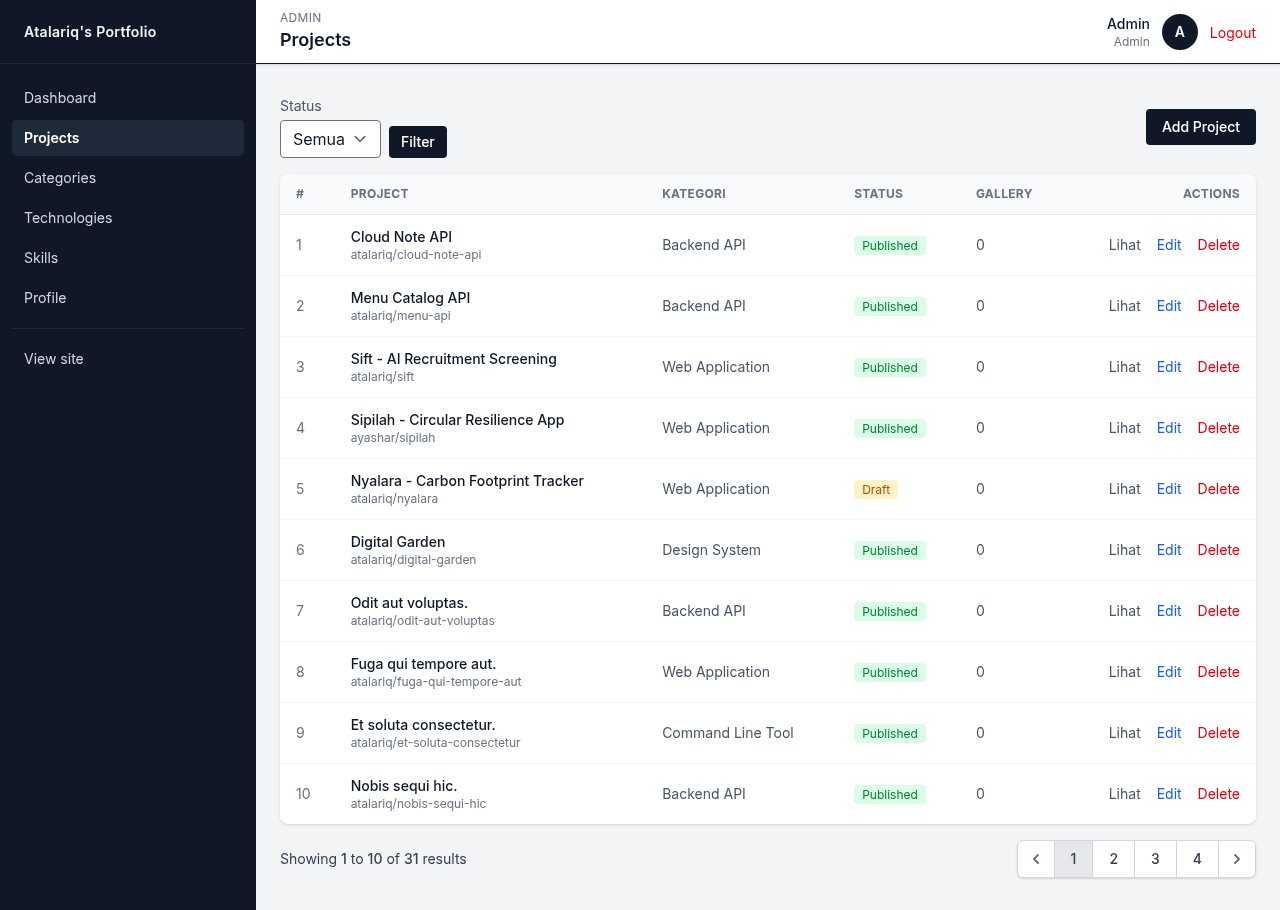 Atalariq's Portfolio
Dashboard
Projects
Categories
Technologies
Skills
Profile
View site
ADMIN
Projects
Admin
Admin
A
Logout
Status
Semua
Filter
Add Project
# PROJECT KATEGORI STATUS GALLERY ACTIONS
1 Cloud Note API Backend API Published 0 Lihat Edit Delete
atalariq/cloud-note-api
2 Menu Catalog API Backend API Published 0 Lihat Edit Delete
atalariq/menu-api
3 Sift - AI Recruitment Screening Web Application Published 0 Lihat Edit Delete
atalariq/sift
4 Sipilah - Circular Resilience App Web Application Published 0 Lihat Edit Delete
ayashar/sipilah
5 Nyalara - Carbon Footprint Tracker Web Application Draft 0 Lihat Edit Delete
atalariq/nyalara
6 Digital Garden Design System Published 0 Lihat Edit Delete
atalariq/digital-garden
7 Odit aut voluptas. Backend API Published 0 Lihat Edit Delete
atalariq/odit-aut-voluptas
8 Fuga qui tempore aut. Web Application Published 0 Lihat Edit Delete
atalariq/fuga-qui-tempore-aut
9 Et soluta consectetur. Command Line Tool Published 0 Lihat Edit Delete
atalariq/et-soluta-consectetur
10 Nobis sequi hic. Backend API Published 0 Lihat Edit Delete
atalariq/nobis-sequi-hic
Showing 1 to 10 of 31 results
1 2 3 4